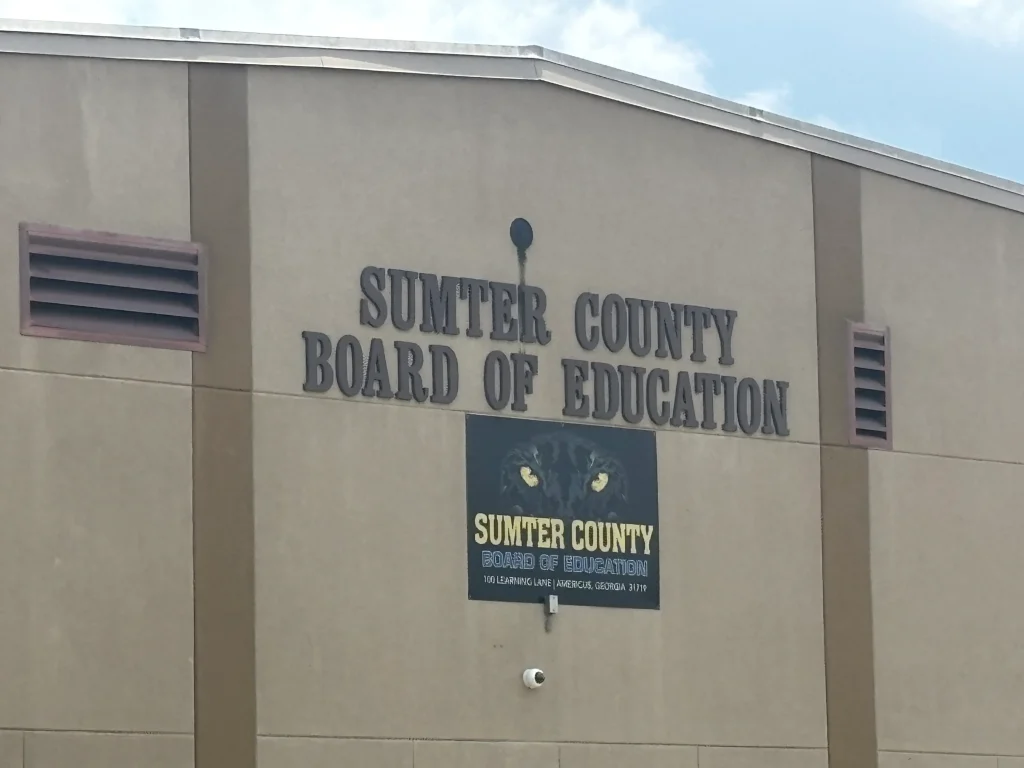 SUMTER COUNTY
BOARD OF EDUCATION
SUMTER COUNTY
BOARD OF EDUCATION
100 LEARNING LANE | AMERICUS, GEORGIA 31719